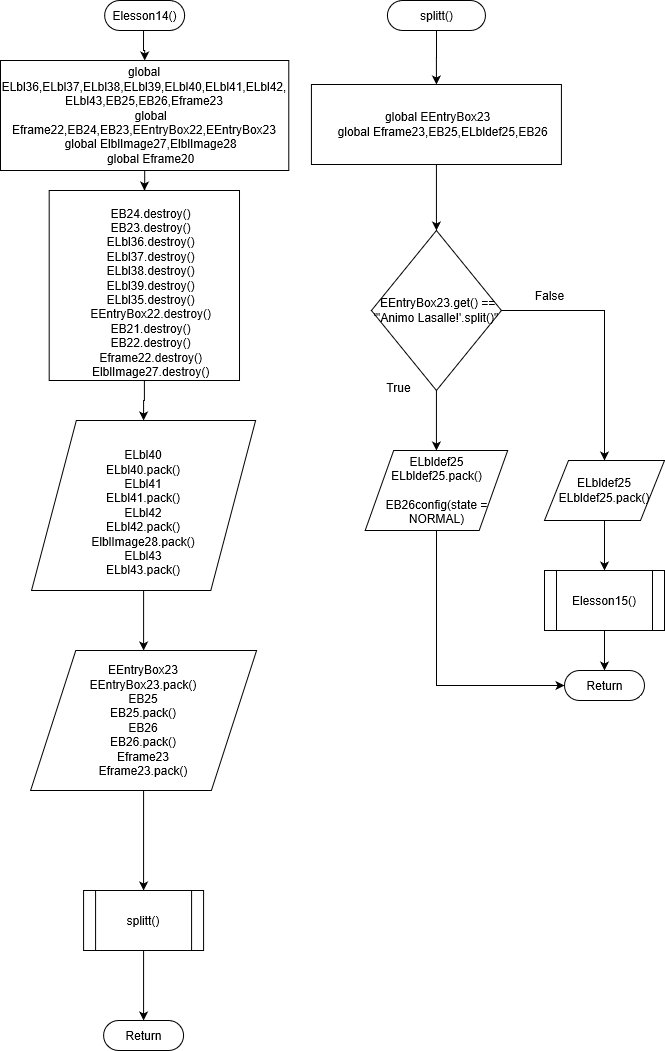 Elesson14()
global
ELbl36,ELbl37,ELbl38,ELbl39,ELbl40,ELbl41,ELbl42,
ELbl43,EB25,EB26,Eframe23
global
Eframe22,EB24,EB23,EEntryBox22,EEntryBox23
global ElblImage27,ElblImage28
global Eframe20
EB24.destroy()
EB23.destroy()
ELbl36.destroy()
ELbl37.destroy()
ELbl38.destroy()
ELbl39.destroy()
ELbl35.destroy()
EEntryBox22.destroy()
EB21.destroy()
EB22.destroy()
Eframe22.destroy()
ElblImage27.destroy()
ELbl40
ELbl40.pack()
ELbl41
ELbl41.pack()
ELbl42
ELbl42.pack()
ElblImage28.pack()
ELbl43
ELbl43.pack()
EEntryBox23
EEntryBox23.pack()
EB25
EB25.pack()
EB26
EB26.pack()
Eframe23
Eframe23.pack()
splitt()
Return
splitt()
global EEntryBox23
global Eframe23,EB25,ELbldef25,EB26
EEntryBox23.get() ==
"'Animo Lasalle!'.split()"
True
False
ELbldef25
ELbldef25.pack()
EB26config(state =
NORMAL)
ELbldef25
ELbldef25.pack()
Elesson15()
Return